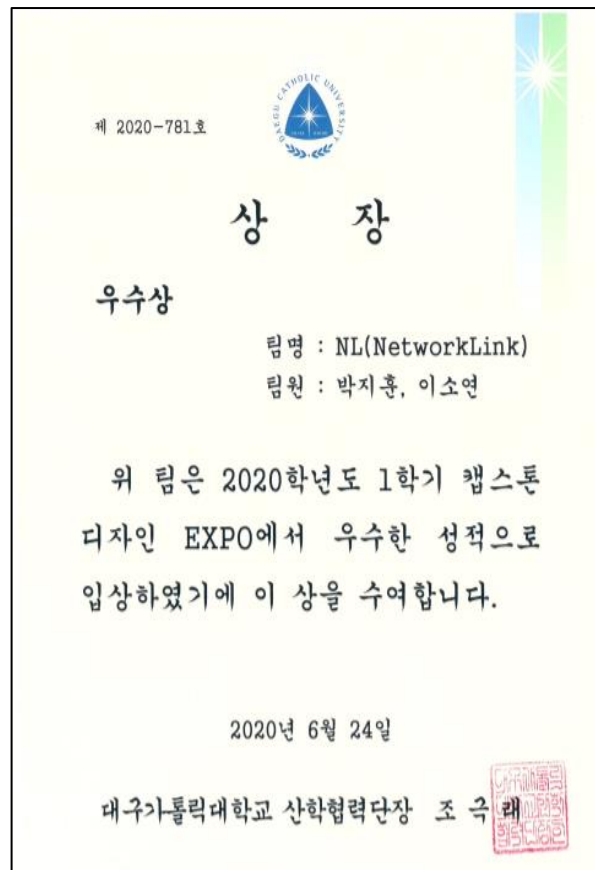 제 2020-781호
DAEGU CATHOLIC UNIVERSITY
상 장
우수상
팀명 : NL(NetworkLink)
팀원 : 박지훈, 이소연
위 팀은 2020학년도 1학기 캡스톤
디자인 EXPO에서 우수한 성적으로
입상하였기에 이 상을 수여합니다.
2020년 6월 24일
대구가톨릭대학교 산학협력단장 조 극 래